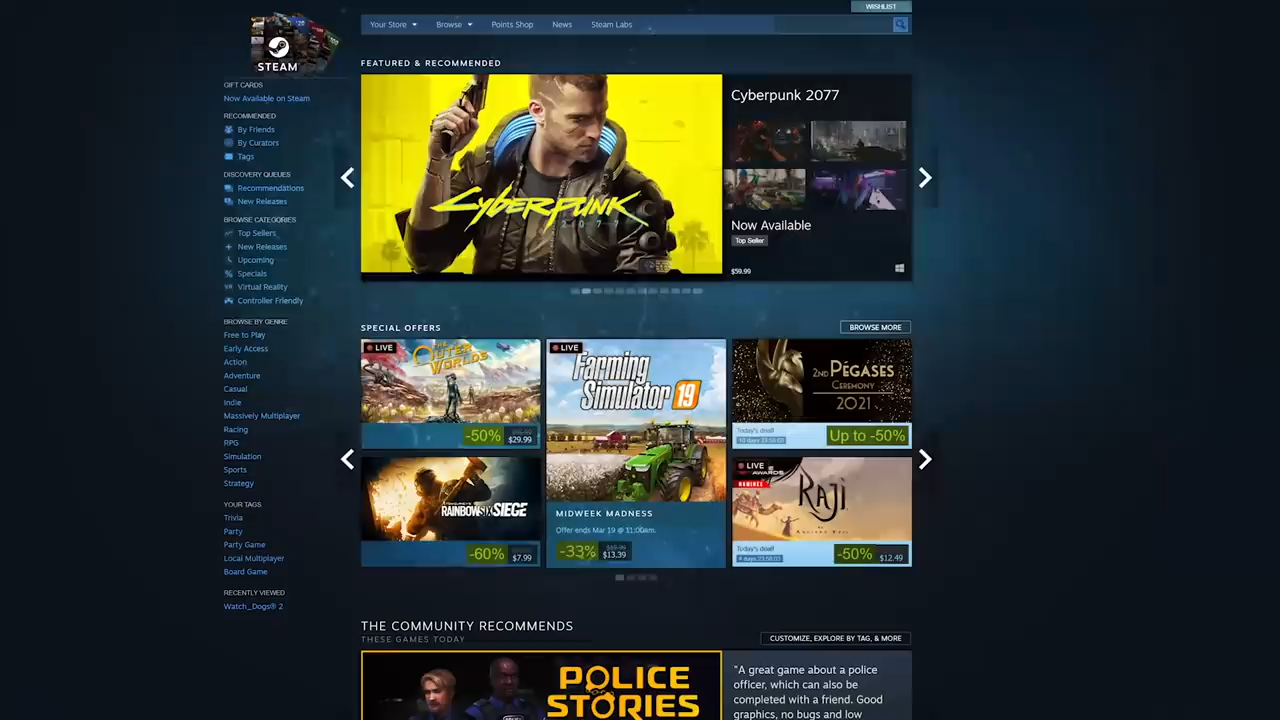 WISHLIST
Your Store
Browse
Points Shop
News
Steam Labs
STEAM
GIFT CARDS
Now Available on Steam
RECOMMENDED
By Friends
By Curators
Tags
DISCOVERY QUEUES
Recommendations
New Releases
BROWSE CATEGORIES
Top Sellers
New Releases
Upcoming
Specials
Virtual Reality
Controller Friendly
BROWSE BY GENRE
Free to Play
Early Access
Action
Adventure
Casual
Indie
Massively Multiplayer
Racing
RPG
Simulation
Sports
Strategy
YOUR TAGS
Trivia
Party
Party Game
Local Multiplayer
Board Game
RECENTLY VIEWED
Watch_Dogs® 2
FEATURED & RECOMMENDED
Cyberpunk
2077
Cyberpunk 2077
Now Available
Top Seller
$59.99
SPECIAL OFFERS
BROWSE MORE
LIVE
THE
OUTER
WORLDS
-50%
$29.99
RAINBOW SIX SIEGE
-60%
$7.99
LIVE
Farming
Simulator 19
MIDWEEK MADNESS
Offer ends Mar 19 @ 11:00am.
-33%
$13.39
2ND PÉGASES
CEREMONY
2021
Today's deal!
Up to -50%
LIVE
AWARDS
NOMINEE
RAJI
Today's deal!
-50%
$12.49
THE COMMUNITY RECOMMENDS
THESE GAMES TODAY
CUSTOMIZE, EXPLORE BY TAG, & MORE
POLICE
STORIES
"A great game about a police
officer, which can also be
completed with a friend. Good
graphics, no bugs and low